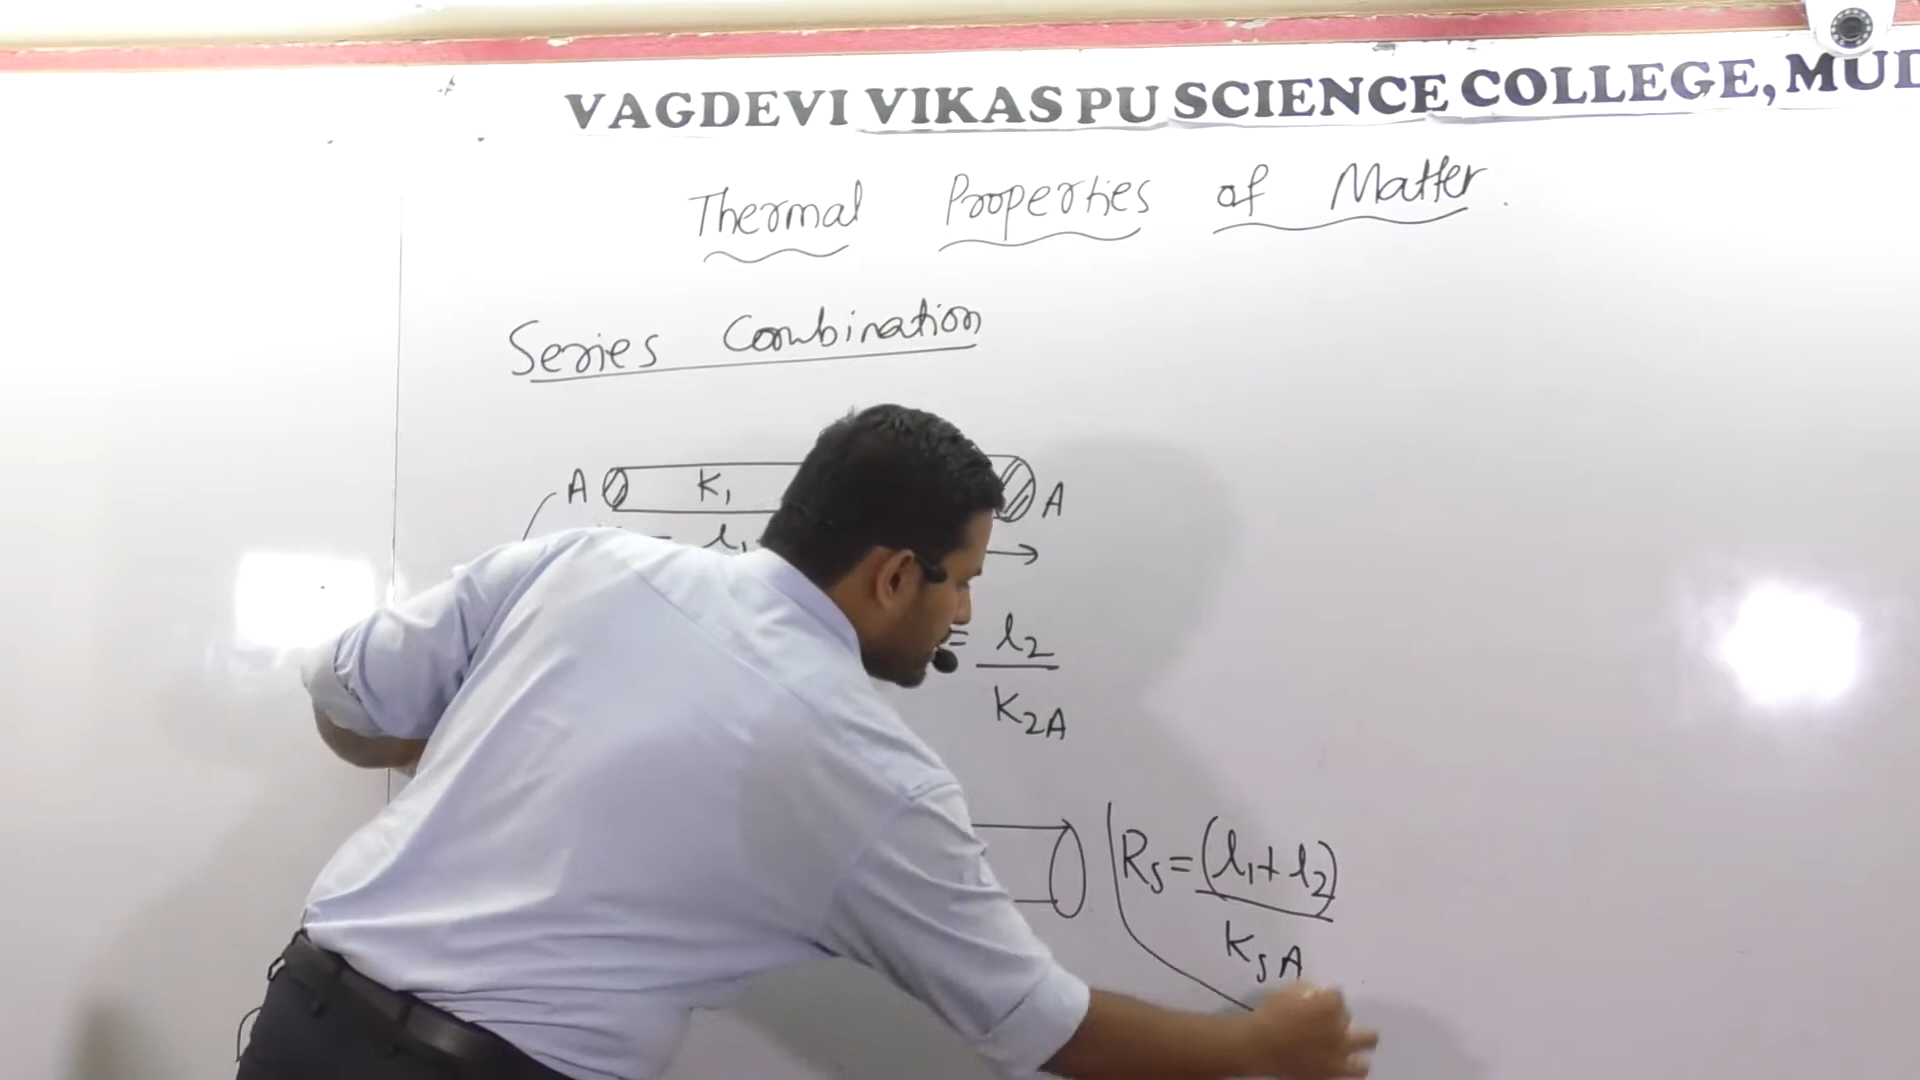 VAGDEVI VIKAS PU SCIENCE COLLEGE, MUD
Thermal Properties of Matter.
Series Combination
A K₁ A
l₁
= l₂
K₂A
Rs = (l₁ + l₂)
KsA